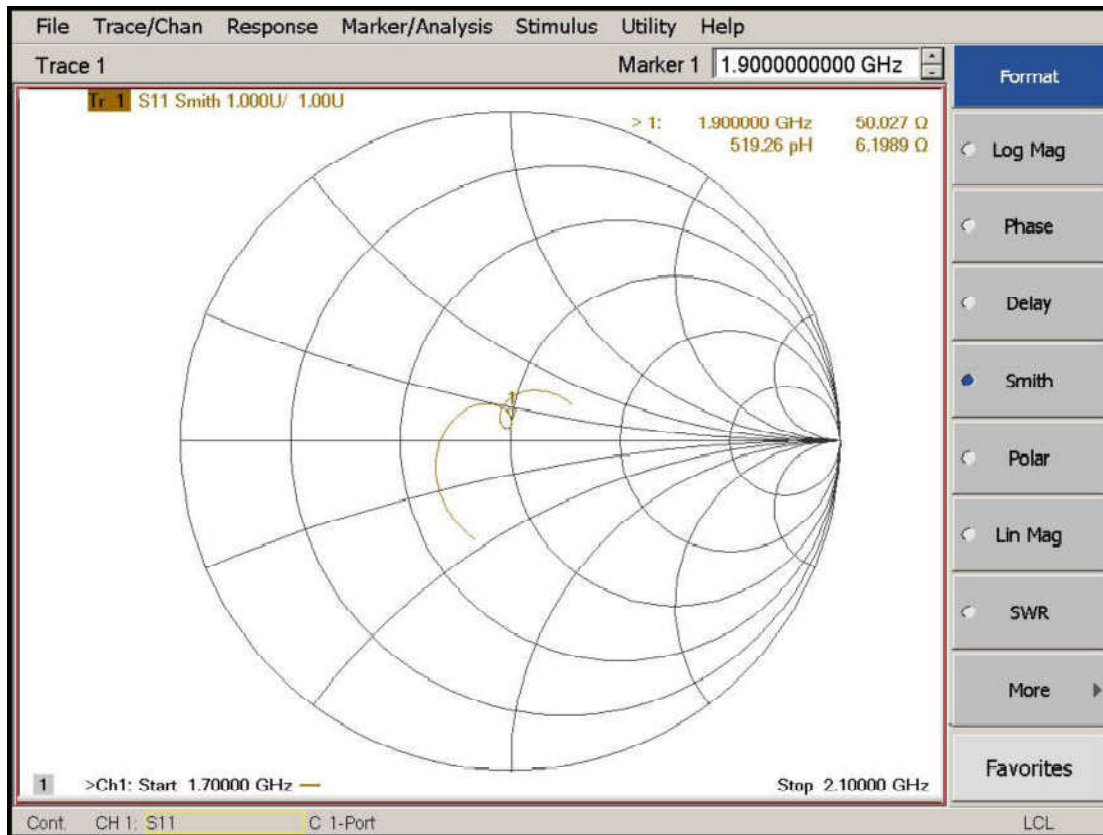 File Trace/Chan Response Marker/Analysis Stimulus Utility Help
Trace 1 Marker 1 1.9000000000 GHz
Format
Tr 1 S11 Smith 1.000U/ 1.00U
> 1: 1.900000 GHz 50.027 Ω
519.26 pH 6.1989 Ω
Log Mag
Phase
Delay
Smith
Polar
Lin Mag
SWR
More
Favorites
1 >Ch1: Start 1.70000 GHz Stop 2.10000 GHz
Cont. CH 1: S11 C 1-Port LCL